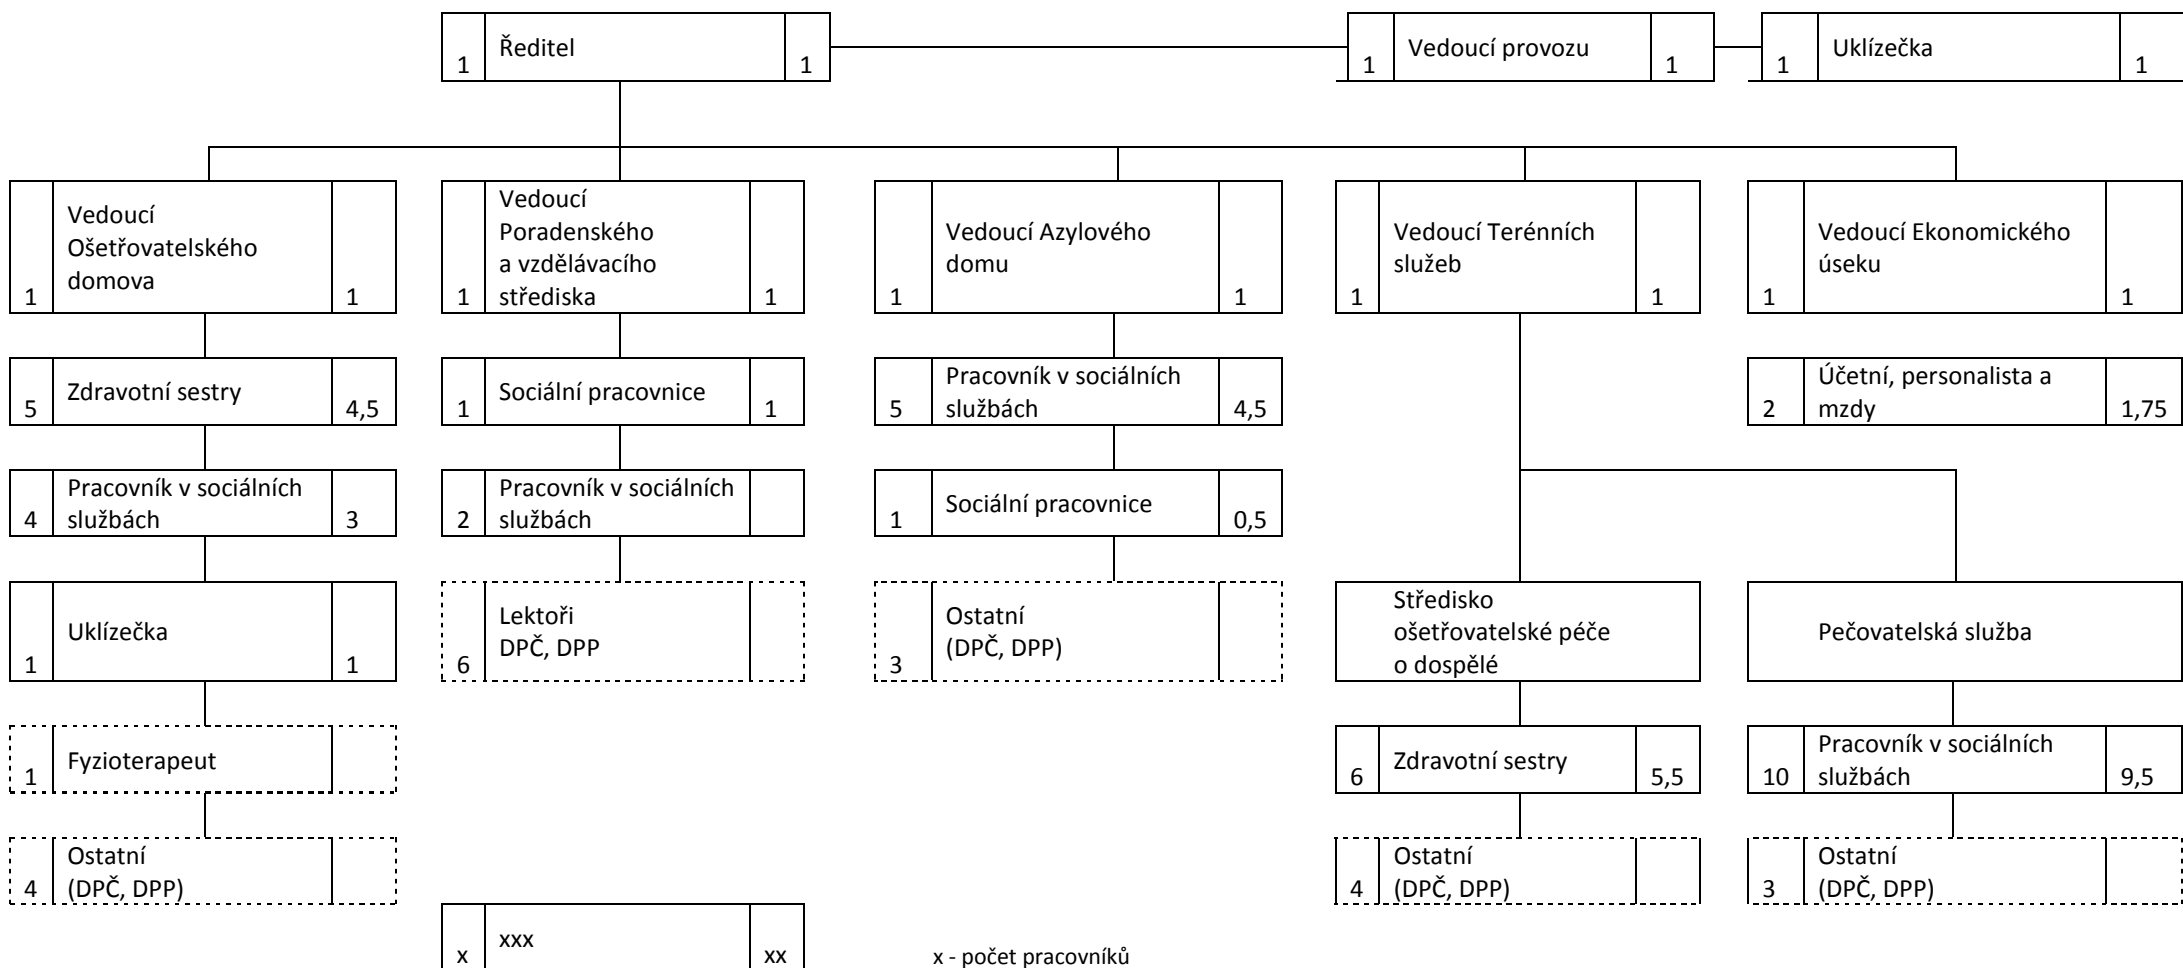 1 Ředitel 1
1 Vedoucí provozu 1
1 Uklízečka 1
Vedoucí
Ošetřovatelského
domova
1 1
Vedoucí
Poradenského
a vzdělávacího
střediska
1 1
Vedoucí Azylového
domu
1 1
Vedoucí Terénních
služeb
1 1
Vedoucí Ekonomického
úseku
1 1
5 Zdravotní sestry 4,5
1 Sociální pracovnice 1
Pracovník v sociálních
5 službách 4,5
Účetní, personalista a
2 mzdy 1,75
Pracovník v sociálních
4 službách 3
Pracovník v sociálních
2 službách
1 Sociální pracovnice 0,5
Uklízečka
1 1
Lektoři
DPČ, DPP
6
Ostatní
(DPČ, DPP)
3
Středisko
ošetřovatelské péče
o dospělé
Pečovatelská služba
1 Fyzioterapeut
6 Zdravotní sestry 5,5
Pracovník v sociálních
10 službách 9,5
Ostatní
4 (DPČ, DPP)
Ostatní
4 (DPČ, DPP)
Ostatní
3 (DPČ, DPP)
xxx
x xx
x - počet pracovníků